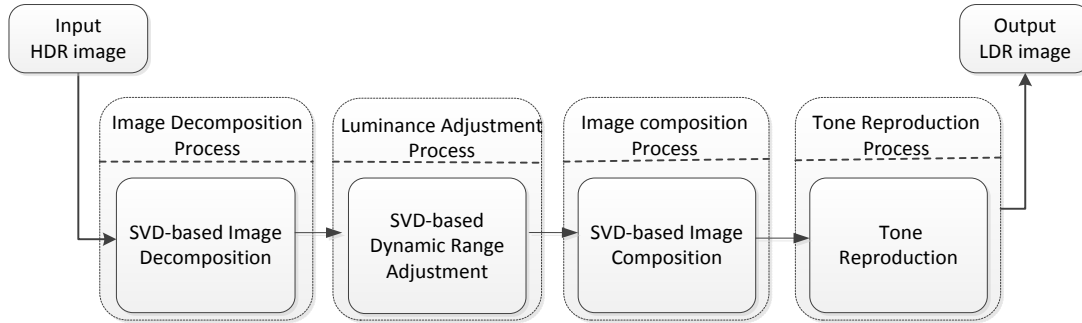 Input
HDR image
Output
LDR image
Image Decomposition
Process
Luminance Adjustment
Process
Image composition
Process
Tone Reproduction
Process
SVD-based Image
Decomposition
SVD-based
Dynamic Range
Adjustment
SVD-based Image
Composition
Tone
Reproduction